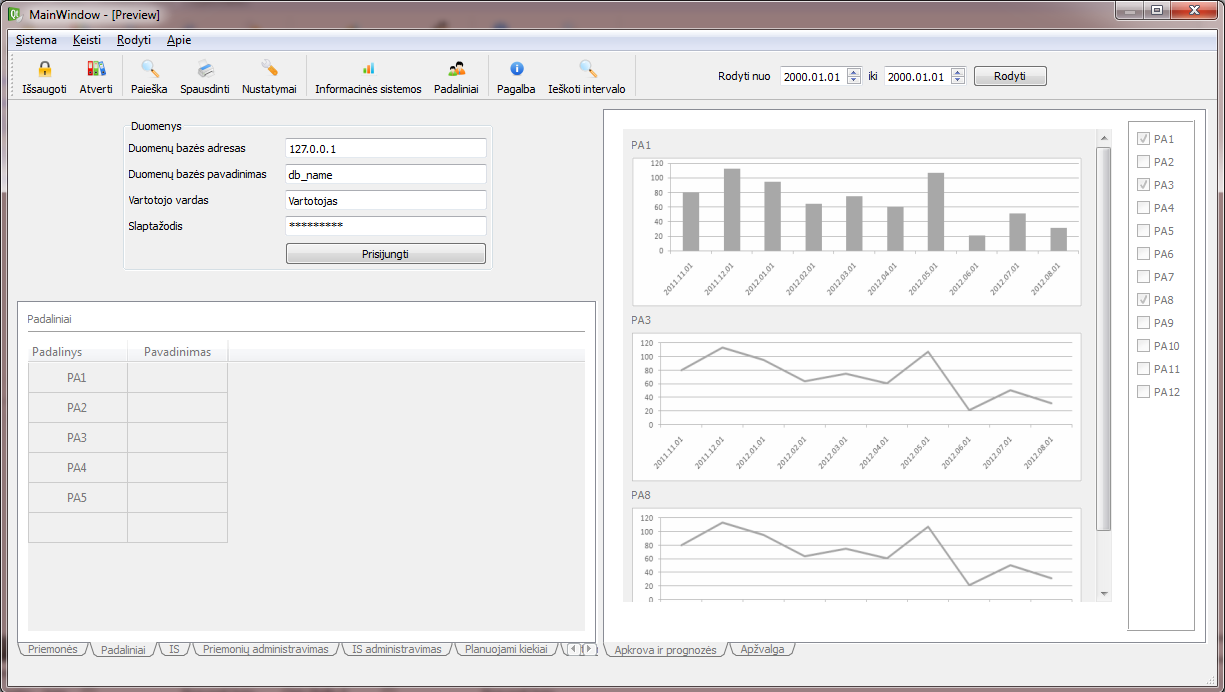 MainWindow - [Preview]
Sistema Keisti Rodyti Apie
Išsaugoti Atverti Paieška Spausdinti Nustatymai Informacinės sistemos Padaliniai Pagalba Ieškoti intervalo
Rodyti nuo 2000.01.01 iki 2000.01.01 Rodyti
Duomenys
Duomenų bazės adresas 127.0.0.1
Duomenų bazės pavadinimas db_name
Vartotojo vardas Vartotojas
Slaptažodis *********
Prisijungti
Padaliniai
Padalinys Pavadinimas
PA1
PA2
PA3
PA4
PA5
Priemonės Padaliniai IS Priemonių administravimas IS administravimas Planuojami kiekiai
PA1
120
100
80
60
40
20
0
2011.11.01 2011.12.01 2012.01.01 2012.02.01 2012.03.01 2012.04.01 2012.05.01 2012.06.01 2012.07.01 2012.08.01
PA3
120
100
80
60
40
20
0
2011.11.01 2011.12.01 2012.01.01 2012.02.01 2012.03.01 2012.04.01 2012.05.01 2012.06.01 2012.07.01 2012.08.01
PA8
120
100
80
60
40
20
0
PA1
PA2
PA3
PA4
PA5
PA6
PA7
PA8
PA9
PA10
PA11
PA12
Apkrova ir prognozės Apžvalga